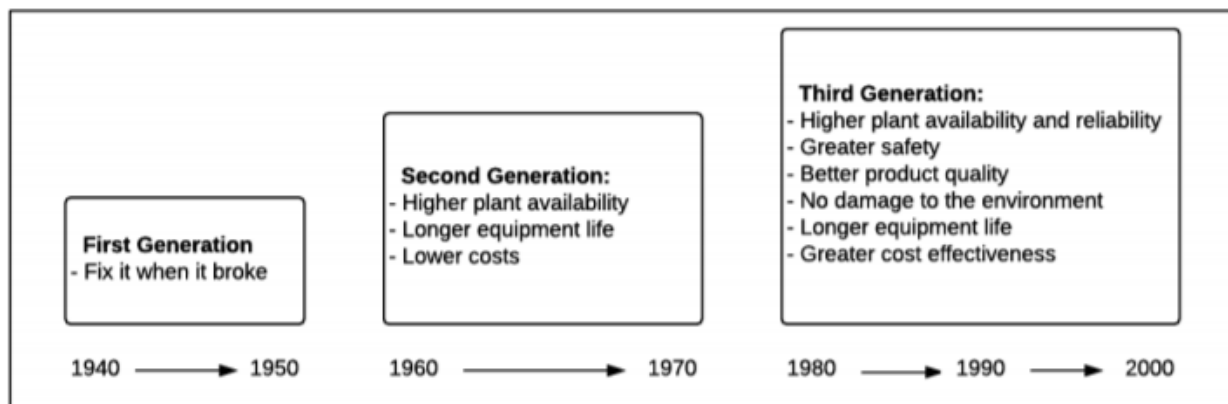 First Generation
- Fix it when it broke
Second Generation:
- Higher plant availability
- Longer equipment life
- Lower costs
Third Generation:
- Higher plant availability and reliability
- Greater safety
- Better product quality
- No damage to the environment
- Longer equipment life
- Greater cost effectiveness
1940 1950 1960 1970 1980 1990 2000